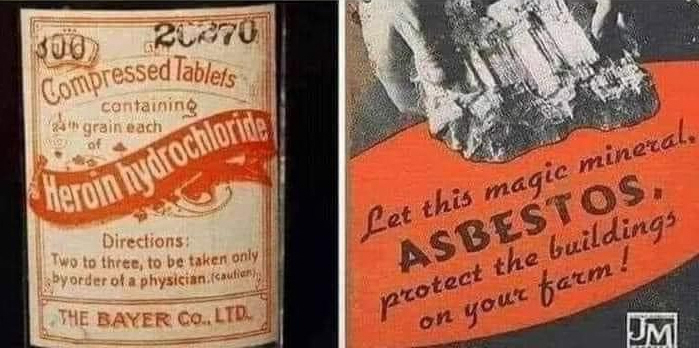 100
20270
Compressed Tablets
containing
1/24th grain each
of
Heroin hydrochloride
Directions:
Two to three, to be taken only
by order of a physician. (caution)
THE BAYER CO., LTD.
Let this magic mineral,
ASBESTOS,
protect the buildings
on your farm!
JM